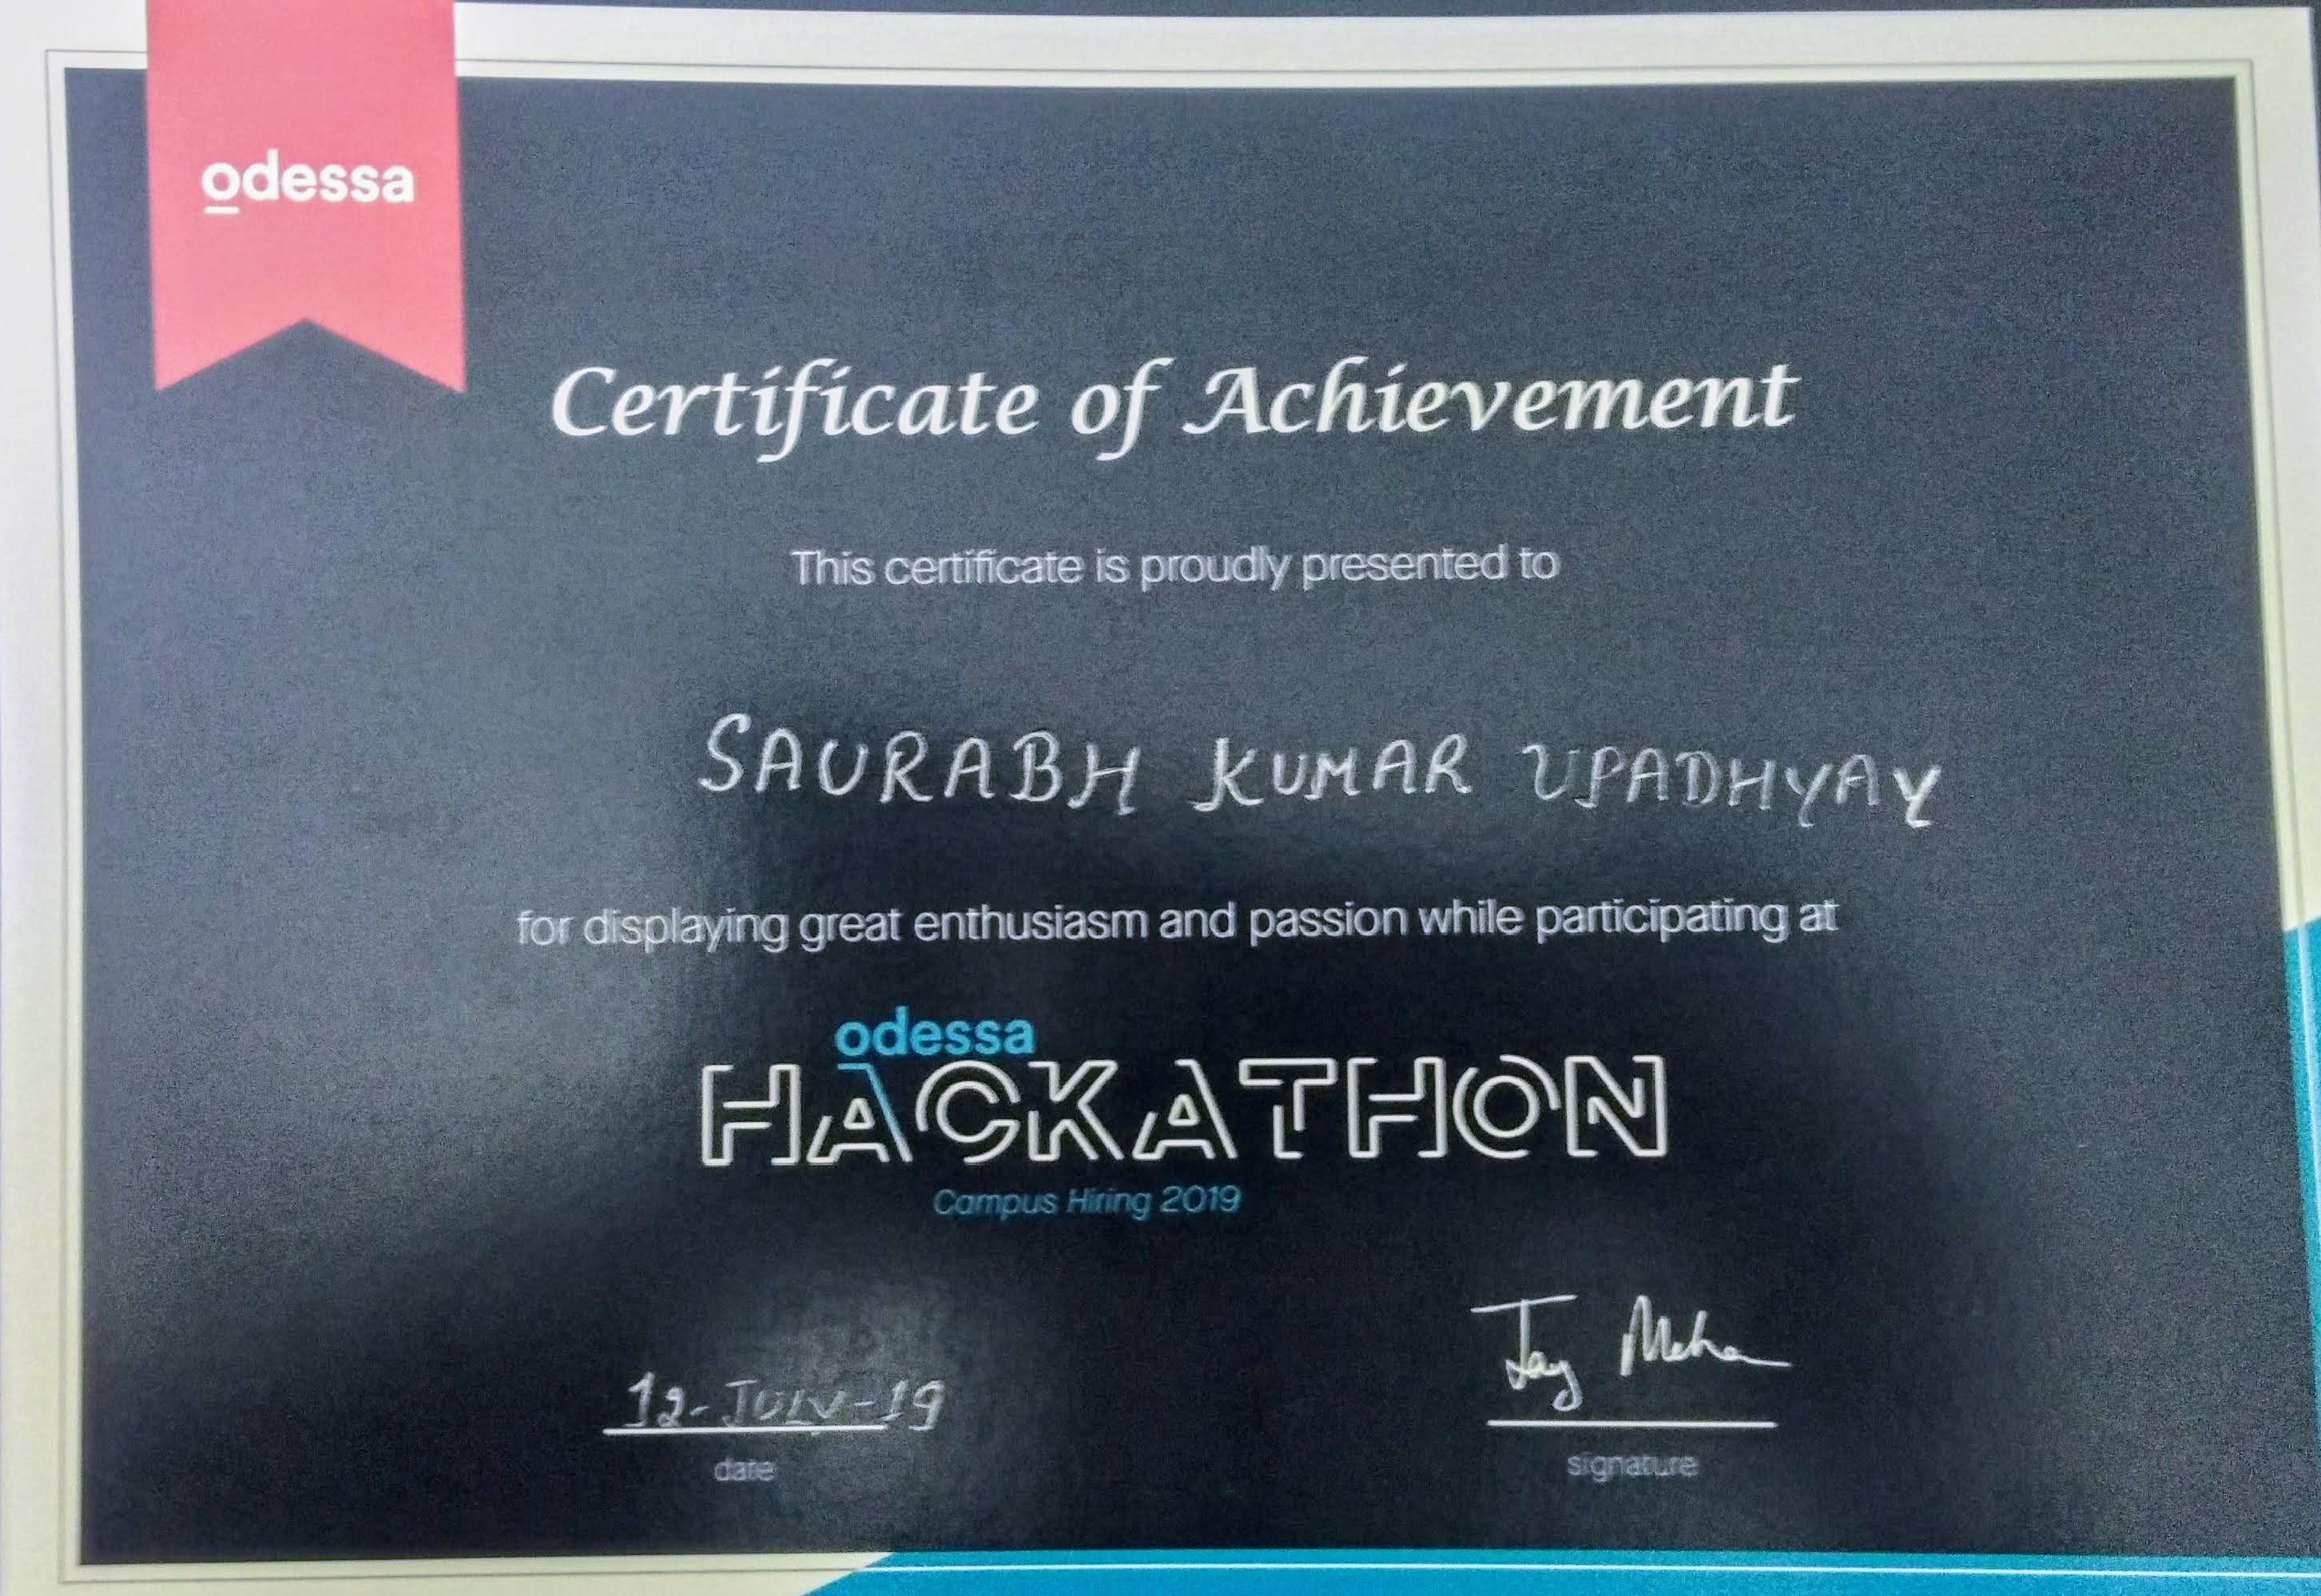 odessa
Certificate of Achievement
This certificate is proudly presented to
SAURABH KUMAR UPADHYAY
for displaying great enthusiasm and passion while participating at
odessa
HACKATHON
Campus Hiring 2019
12-JULY-19
date
Jay Mehra
signature